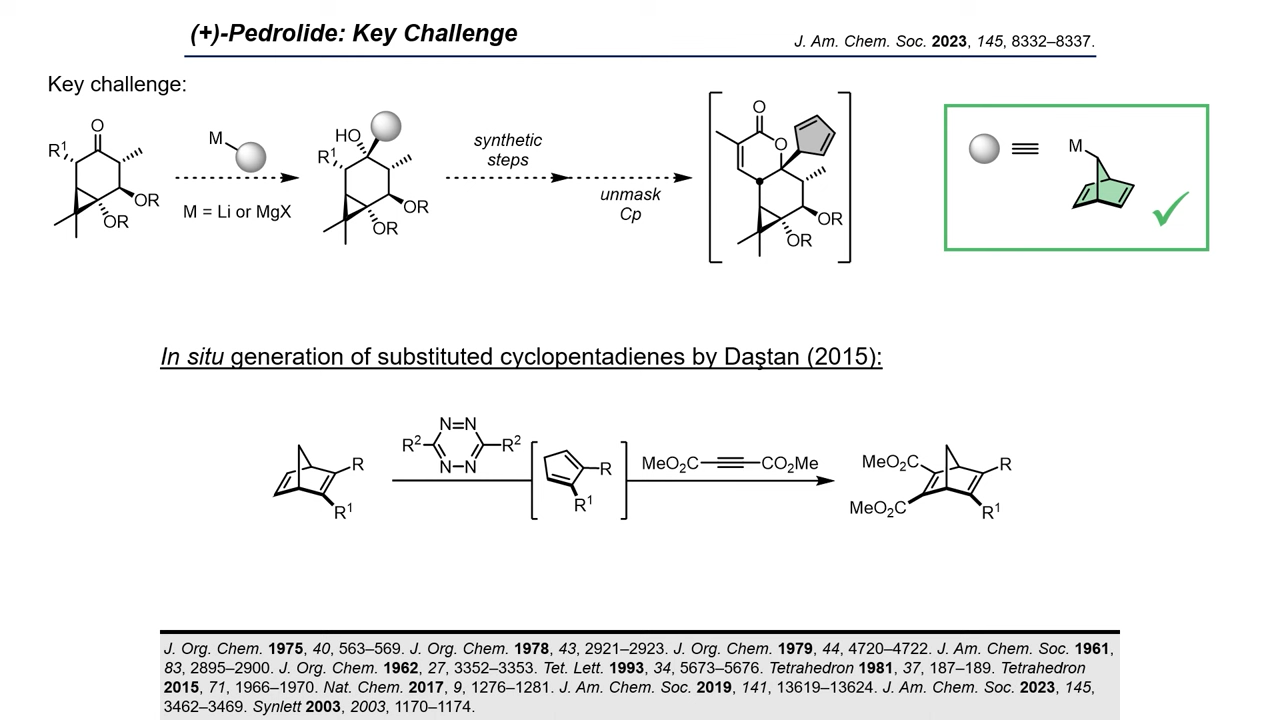 (+)-Pedrolide: Key Challenge
J. Am. Chem. Soc. 2023, 145, 8332–8337.
Key challenge:
O
R¹
OR
OR
M
M = Li or MgX
HO
R¹
OR
OR
synthetic
steps
unmask
Cp
O
O
OR
OR
M
In situ generation of substituted cyclopentadienes by Daştan (2015):
R
R¹
N=N
R² R²
N–N
R
R¹
MeO₂C CO₂Me
MeO₂C
MeO₂C
R
R¹
J. Org. Chem. 1975, 40, 563–569. J. Org. Chem. 1978, 43, 2921–2923. J. Org. Chem. 1979, 44, 4720–4722. J. Am. Chem. Soc. 1961,
83, 2895–2900. J. Org. Chem. 1962, 27, 3352–3353. Tet. Lett. 1993, 34, 5673–5676. Tetrahedron 1981, 37, 187–189. Tetrahedron
2015, 71, 1966–1970. Nat. Chem. 2017, 9, 1276–1281. J. Am. Chem. Soc. 2019, 141, 13619–13624. J. Am. Chem. Soc. 2023, 145,
3462–3469. Synlett 2003, 2003, 1170–1174.